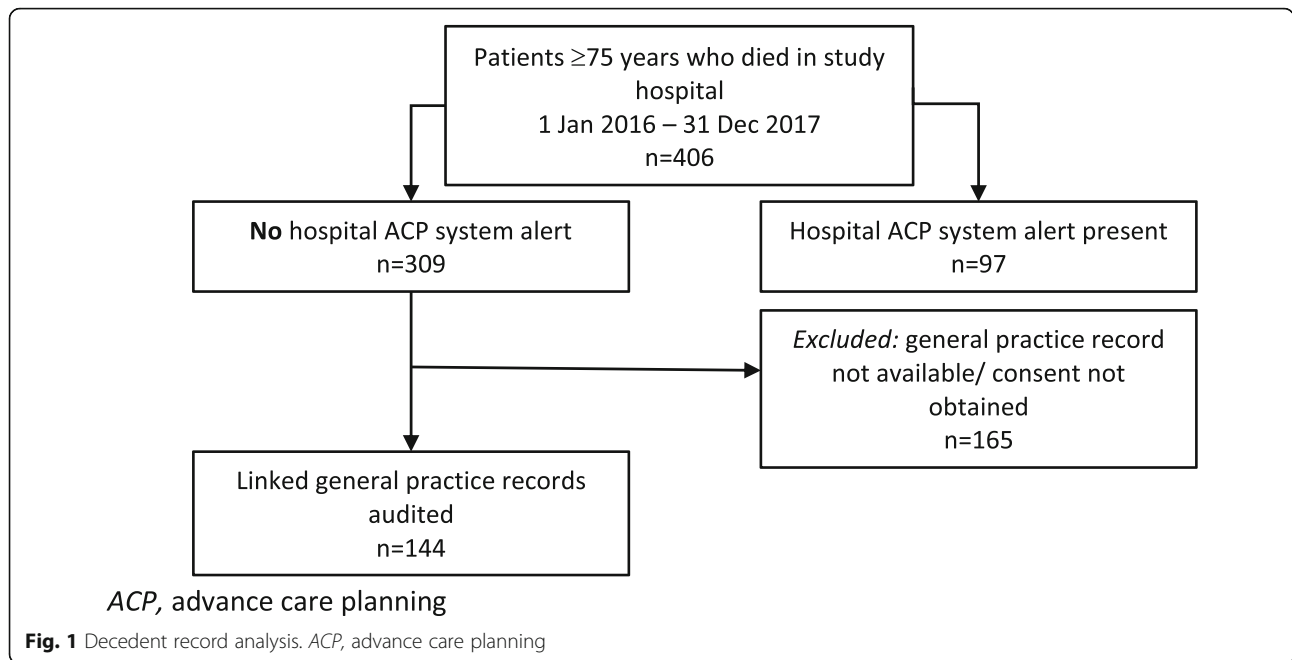 Patients ≥75 years who died in study
hospital
1 Jan 2016 – 31 Dec 2017
n=406
No hospital ACP system alert
n=309
Hospital ACP system alert present
n=97
Excluded: general practice record
not available/ consent not
obtained
n=165
Linked general practice records
audited
n=144
ACP, advance care planning
Fig. 1 Decedent record analysis. ACP, advance care planning